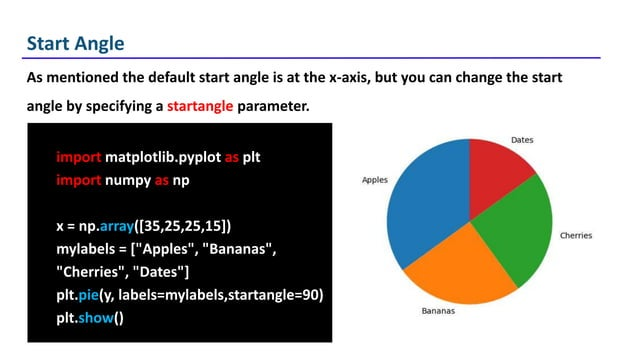 Start Angle
As mentioned the default start angle is at the x-axis, but you can change the start
angle by specifying a startangle parameter.
import matplotlib.pyplot as plt
import numpy as np
x = np.array([35,25,25,15])
mylabels = ["Apples", "Bananas",
"Cherries", "Dates"]
plt.pie(y, labels=mylabels,startangle=90)
plt.show()
Dates
Apples
Cherries
Bananas